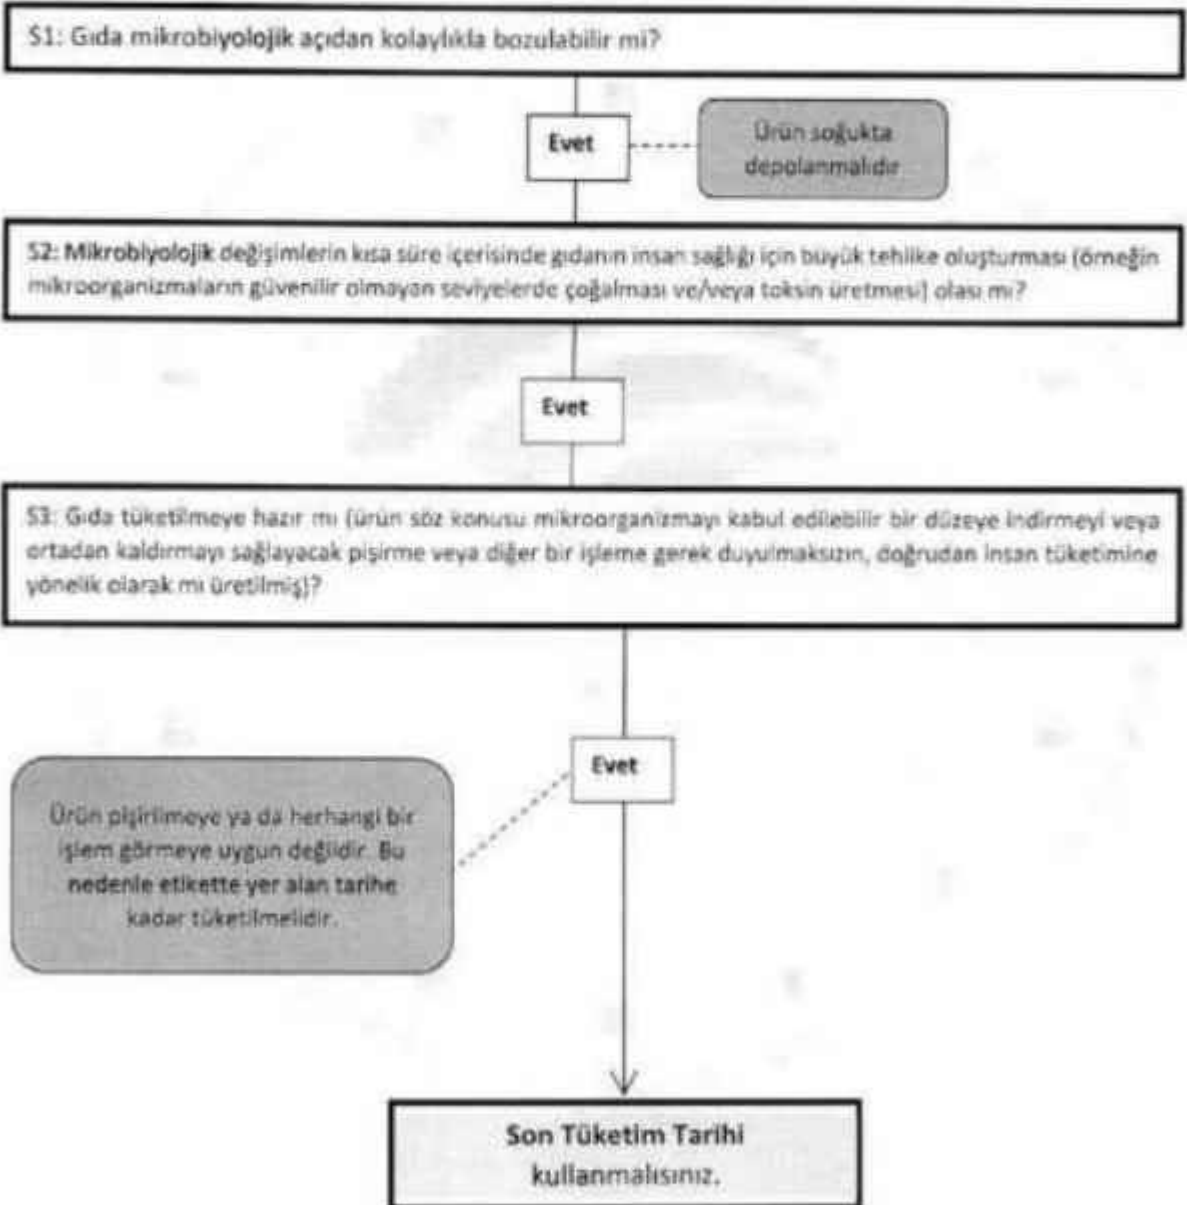 S1: Gıda mikrobiyolojik açıdan kolaylıkla bozulabilir mi?
Evet
Ürün soğukta
depolanmalıdır
S2: Mikrobiyolojik değişimlerin kısa süre içerisinde gıdanın insan sağlığı için büyük tehlike oluşturması (örneğin
mikroorganizmaların güvenilir olmayan seviyelerde çoğalması ve/veya toksin üretmesi) olası mı?
Evet
S3: Gıda tüketilmeye hazır mı (ürün söz konusu mikroorganizmayı kabul edilebilir bir düzeye indirmeyi veya
ortadan kaldırmayı sağlayacak pişirme veya diğer bir işleme gerek duyulmaksızın, doğrudan insan tüketimine
yönelik olarak mı üretilmiş)?
Evet
Ürün pişirilmeye ya da herhangi bir
işlem görmeye uygun değildir. Bu
nedenle etikette yer alan tarihe
kadar tüketilmelidir.
Son Tüketim Tarihi
kullanmalısınız.